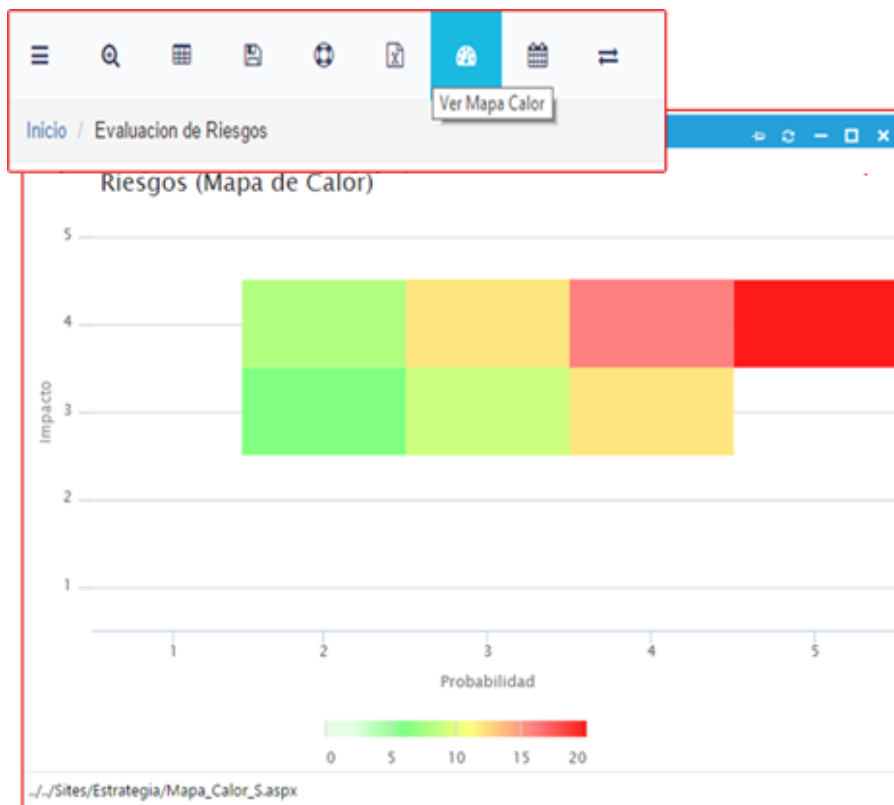 Ver Mapa Calor
Inicio / Evaluacion de Riesgos
Riesgos (Mapa de Calor)
5
4
3
2
1
Impacto
1 2 3 4 5
Probabilidad
0 5 10 15 20
../../Sites/Estrategia/Mapa_Calor_S.aspx